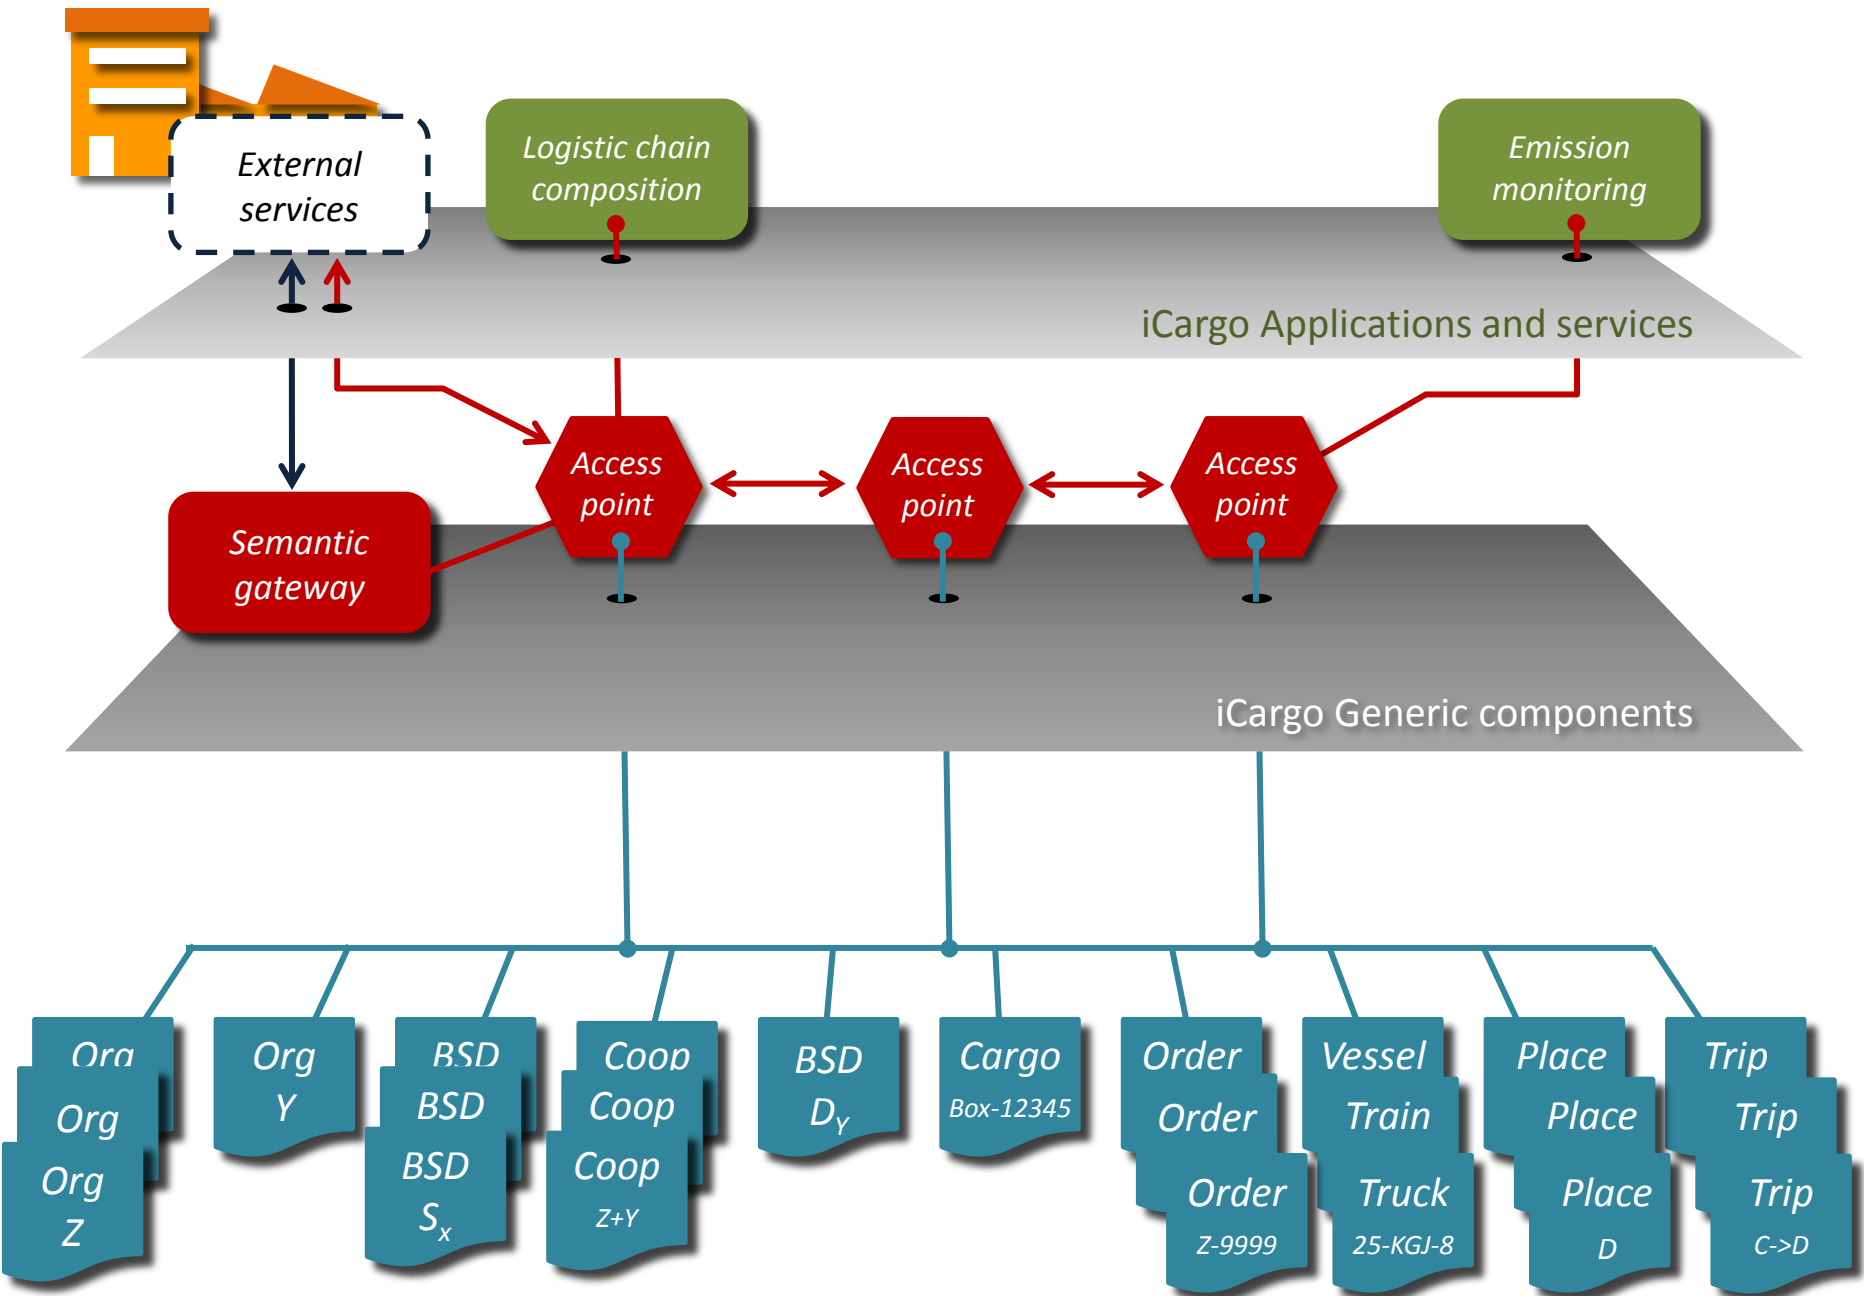 External
services
Logistic chain
composition
Emission
monitoring
iCargo Applications and services
Access
point
Access
point
Access
point
Semantic
gateway
iCargo Generic components
Org
Org
Org
Z
Org
Y
BSD
BSD
BSD
Sx
Coop
Coop
Coop
Z+Y
BSD
DY
Cargo
Box-12345
Order
Order
Order
Z-9999
Vessel
Train
Truck
25-KGJ-8
Place
Place
Place
D
Trip
Trip
Trip
C->D